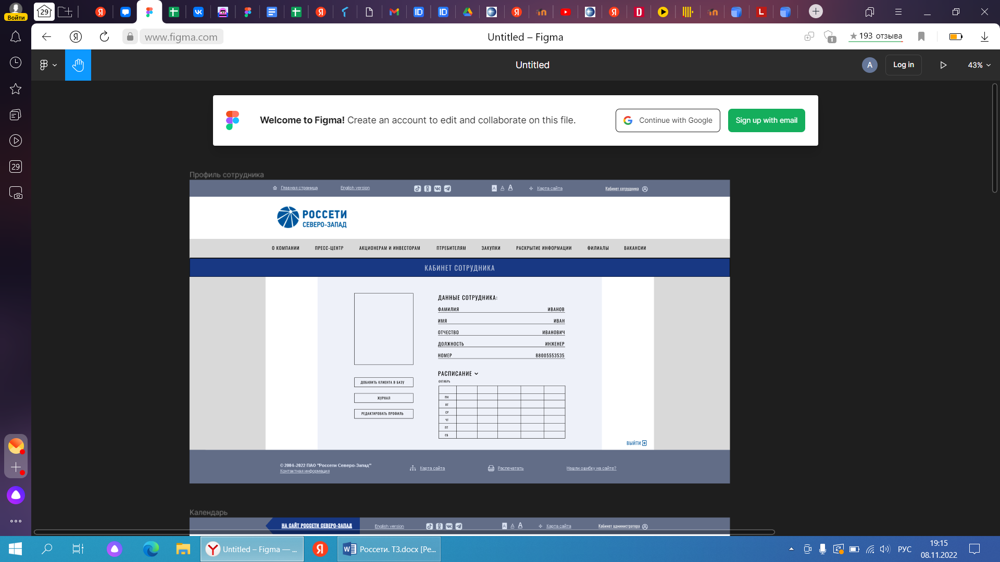 29
Войти
www.figma.com
Untitled – Figma
1
193 отзыва
29
Untitled
A
Log in
43%
Welcome to Figma! Create an account to edit and collaborate on this file.
Continue with Google
Sign up with email
Профиль сотрудника
Главная страница
English version
A A A
Карта сайта
Кабинет сотрудника
РОССЕТИ
СЕВЕРО-ЗАПАД
О КОМПАНИИ
ПРЕСС-ЦЕНТР
АКЦИОНЕРАМ И ИНВЕСТОРАМ
ПТРЕБИТЕЛЯМ
ЗАКУПКИ
РАСКРЫТИЕ ИНФОРМАЦИИ
ФИЛИАЛЫ
ВАКАНСИИ
КАБИНЕТ СОТРУДНИКА
ДАННЫЕ СОТРУДНИКА:
ФАМИЛИЯ ИВАНОВ
ИМЯ ИВАН
ОТЧЕСТВО ИВАНОВИЧ
ДОЛЖНОСТЬ ИНЖЕНЕР
НОМЕР 88005553535
ДОБАВИТЬ КЛИЕНТА В БАЗУ
ЖУРНАЛ
РЕДАКТИРОВАТЬ ПРОФИЛЬ
РАСПИСАНИЕ
ОКТЯБРЬ
ПН
ВТ
СР
ЧТ
ПТ
СБ
ВЫЙТИ
© 2004–2022 ПАО "Россети Северо-Запад"
Контактная информация
Карта сайта
Распечатать
Нашли ошибку на сайте?
Календарь
НА САЙТ РОССЕТИ СЕВЕРО-ЗАПАД
English version
A A A
Карта сайта
Кабинет администратора
Untitled – Figma — ...
Россети. ТЗ.docx [Ре...
РУС
19:15
08.11.2022